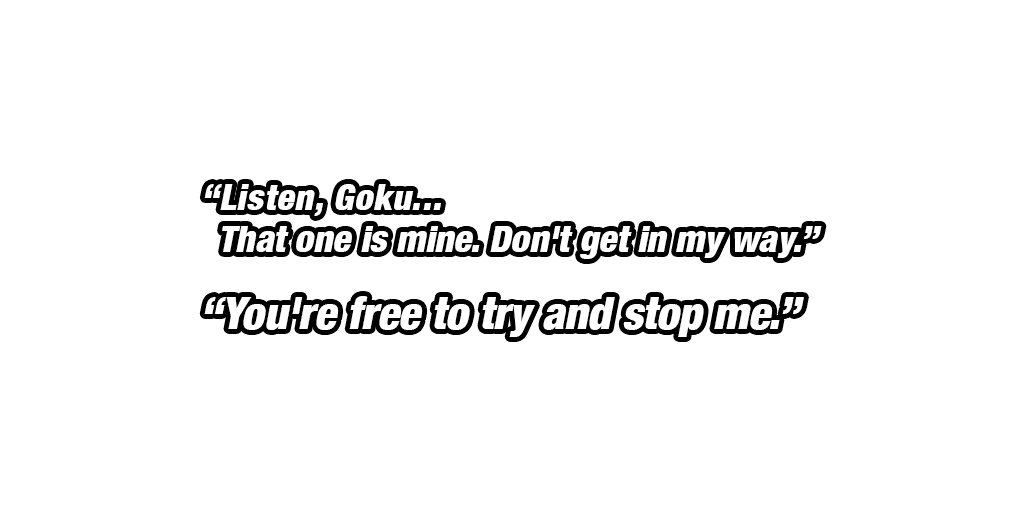 “Listen, Goku...
That one is mine. Don't get in my way.”
“You're free to try and stop me.”